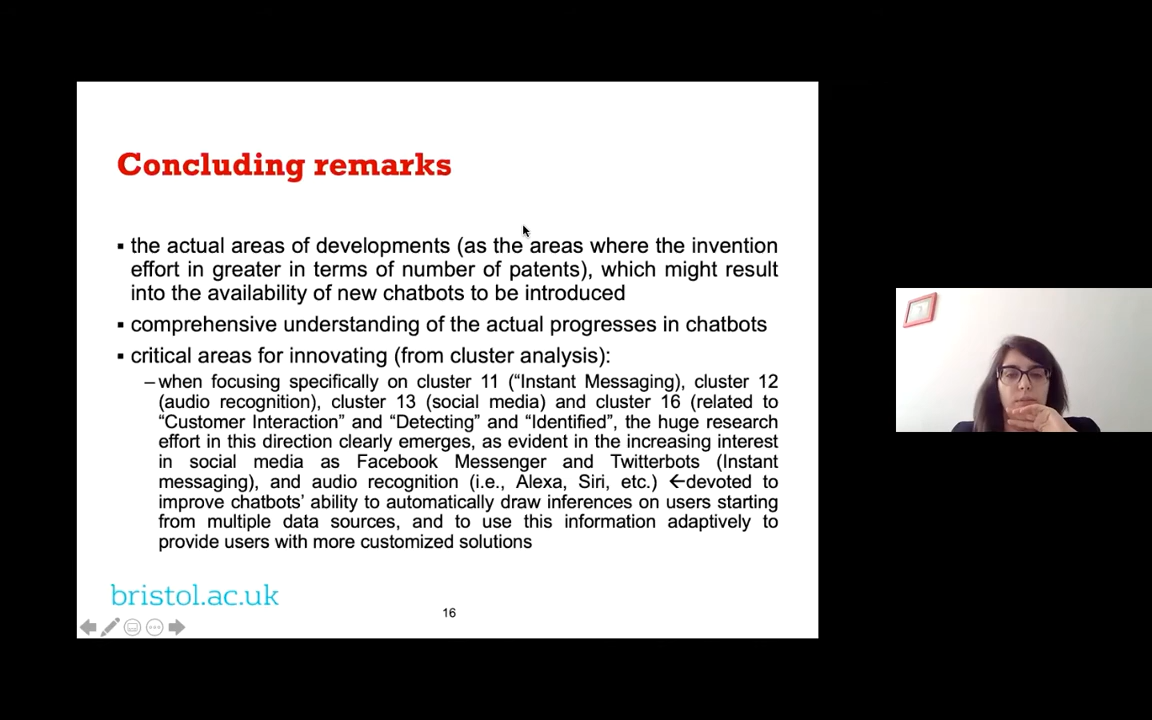 Concluding remarks
▪ the actual areas of developments (as the areas where the invention
effort in greater in terms of number of patents), which might result
into the availability of new chatbots to be introduced
▪ comprehensive understanding of the actual progresses in chatbots
▪ critical areas for innovating (from cluster analysis):
–when focusing specifically on cluster 11 (“Instant Messaging), cluster 12
(audio recognition), cluster 13 (social media) and cluster 16 (related to
“Customer Interaction” and “Detecting” and “Identified”, the huge research
effort in this direction clearly emerges, as evident in the increasing interest
in social media as Facebook Messenger and Twitterbots (Instant
messaging), and audio recognition (i.e., Alexa, Siri, etc.) ←devoted to
improve chatbots’ ability to automatically draw inferences on users starting
from multiple data sources, and to use this information adaptively to
provide users with more customized solutions
bristol.ac.uk
16